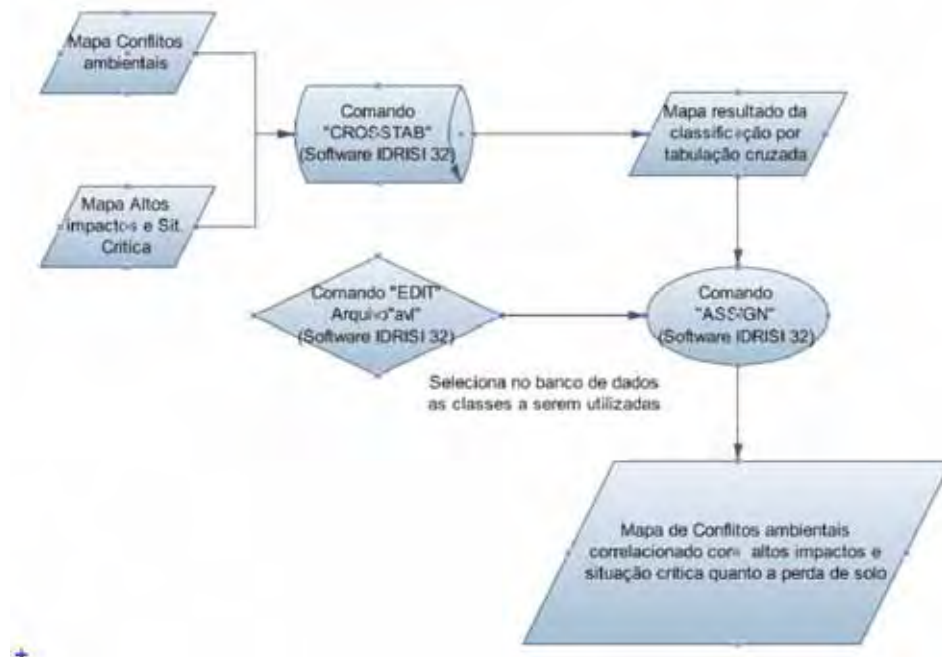 Mapa Conflitos
ambientais
Comando
"CROSSTAB"
(Software IDRISI 32)
Mapa resultado da
classificação por
tabulação cruzada
Mapa Altos
impactos e Sit.
Critica
Comando "EDIT"
Arquivo"avl"
(Software IDRISI 32)
Comando
"ASSIGN"
(Software IDRISI 32)
Seleciona no banco de dados
as classes a serem utilizadas
Mapa de Conflitos ambientais
correlacionado com altos impactos e
situação critica quanto a perda de solo